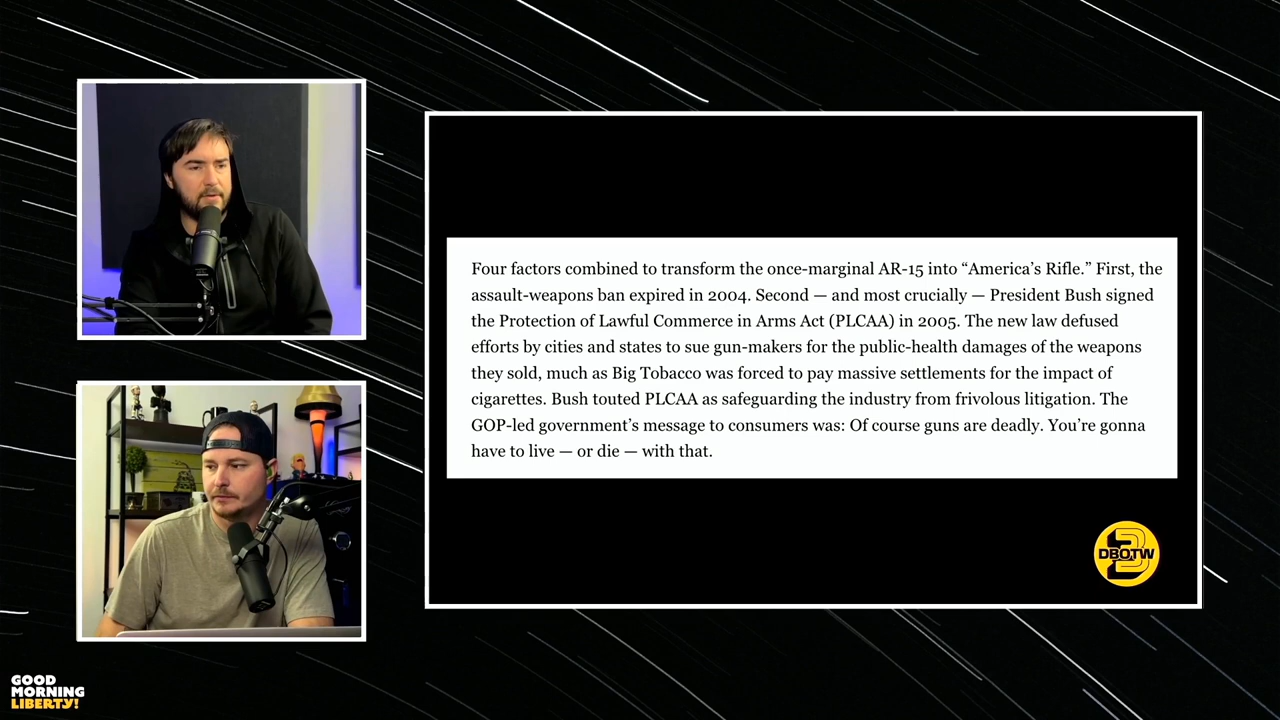 Four factors combined to transform the once-marginal AR-15 into “America’s Rifle.” First, the
assault-weapons ban expired in 2004. Second — and most crucially — President Bush signed
the Protection of Lawful Commerce in Arms Act (PLCAA) in 2005. The new law defused
efforts by cities and states to sue gun-makers for the public-health damages of the weapons
they sold, much as Big Tobacco was forced to pay massive settlements for the impact of
cigarettes. Bush touted PLCAA as safeguarding the industry from frivolous litigation. The
GOP-led government’s message to consumers was: Of course guns are deadly. You’re gonna
have to live — or die — with that.
DBOTW
GOOD
MORNING
LIBERTY!